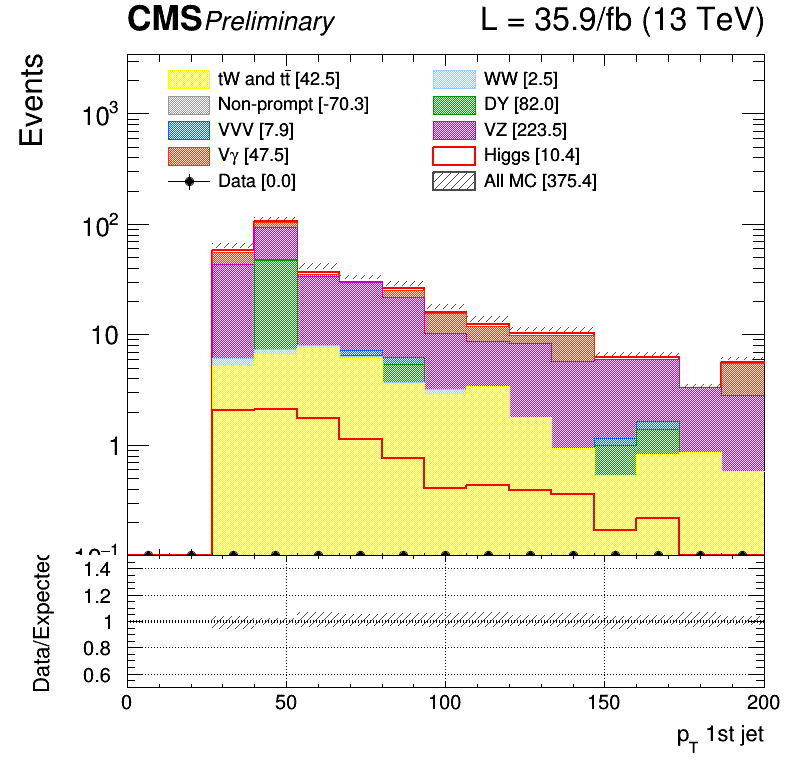 CMS Preliminary L = 35.9/fb (13 TeV)
Events
tW and tt̄ [42.5] WW [2.5]
Non-prompt [-70.3] DY [82.0]
VVV [7.9] VZ [223.5]
Vγ [47.5] Higgs [10.4]
Data [0.0] All MC [375.4]
10³
10²
10
1
10⁻¹
Data/Expected
1.4
1.2
1
0.8
0.6
0 50 100 150 200
p_T 1st jet